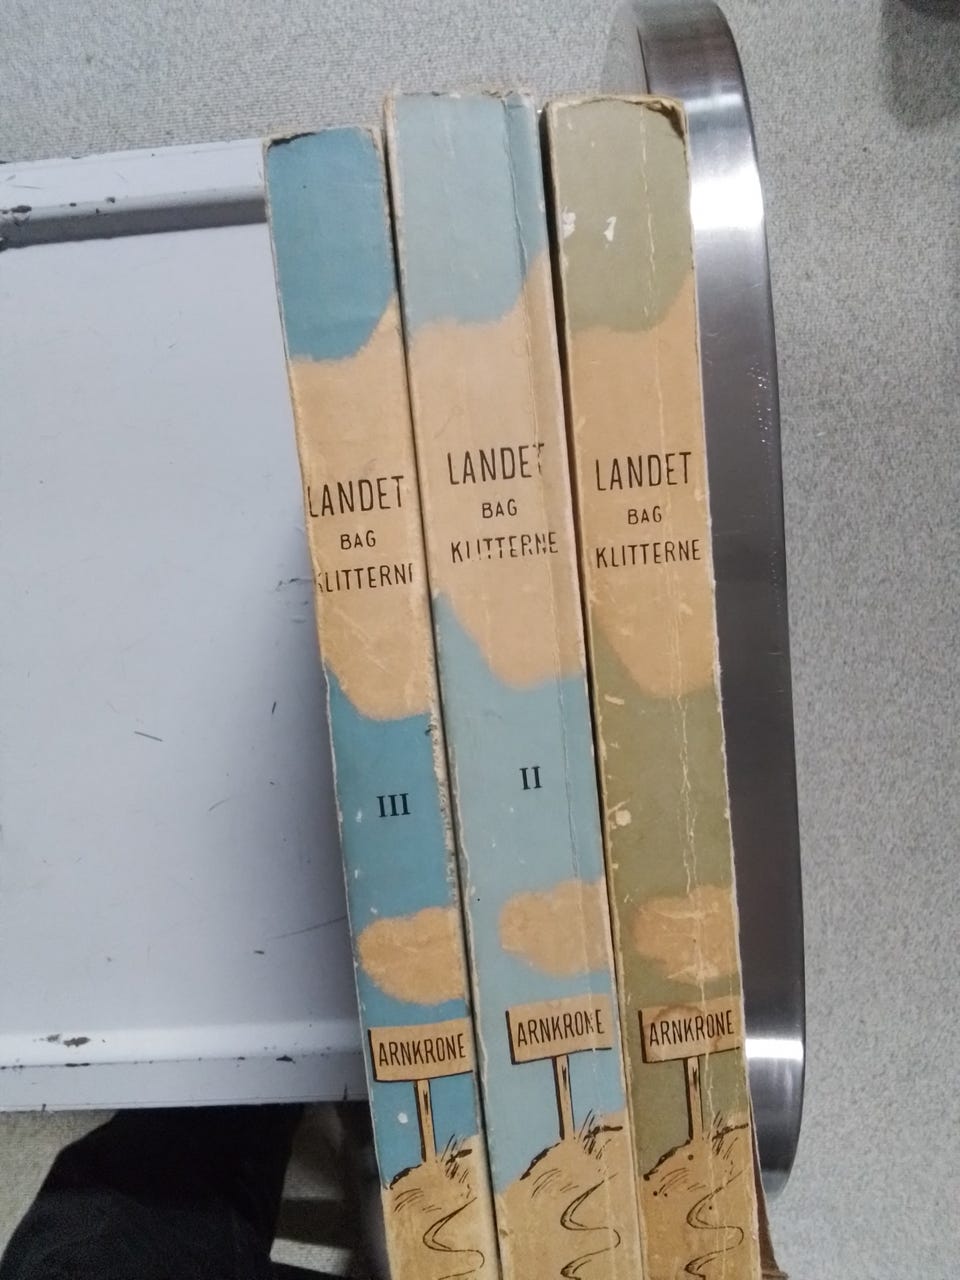 LANDET
BAG
KLITTERNE
III
ARNKRONE
LANDET
BAG
KLITTERNE
II
ARNKRONE
LANDET
BAG
KLITTERNE
ARNKRONE